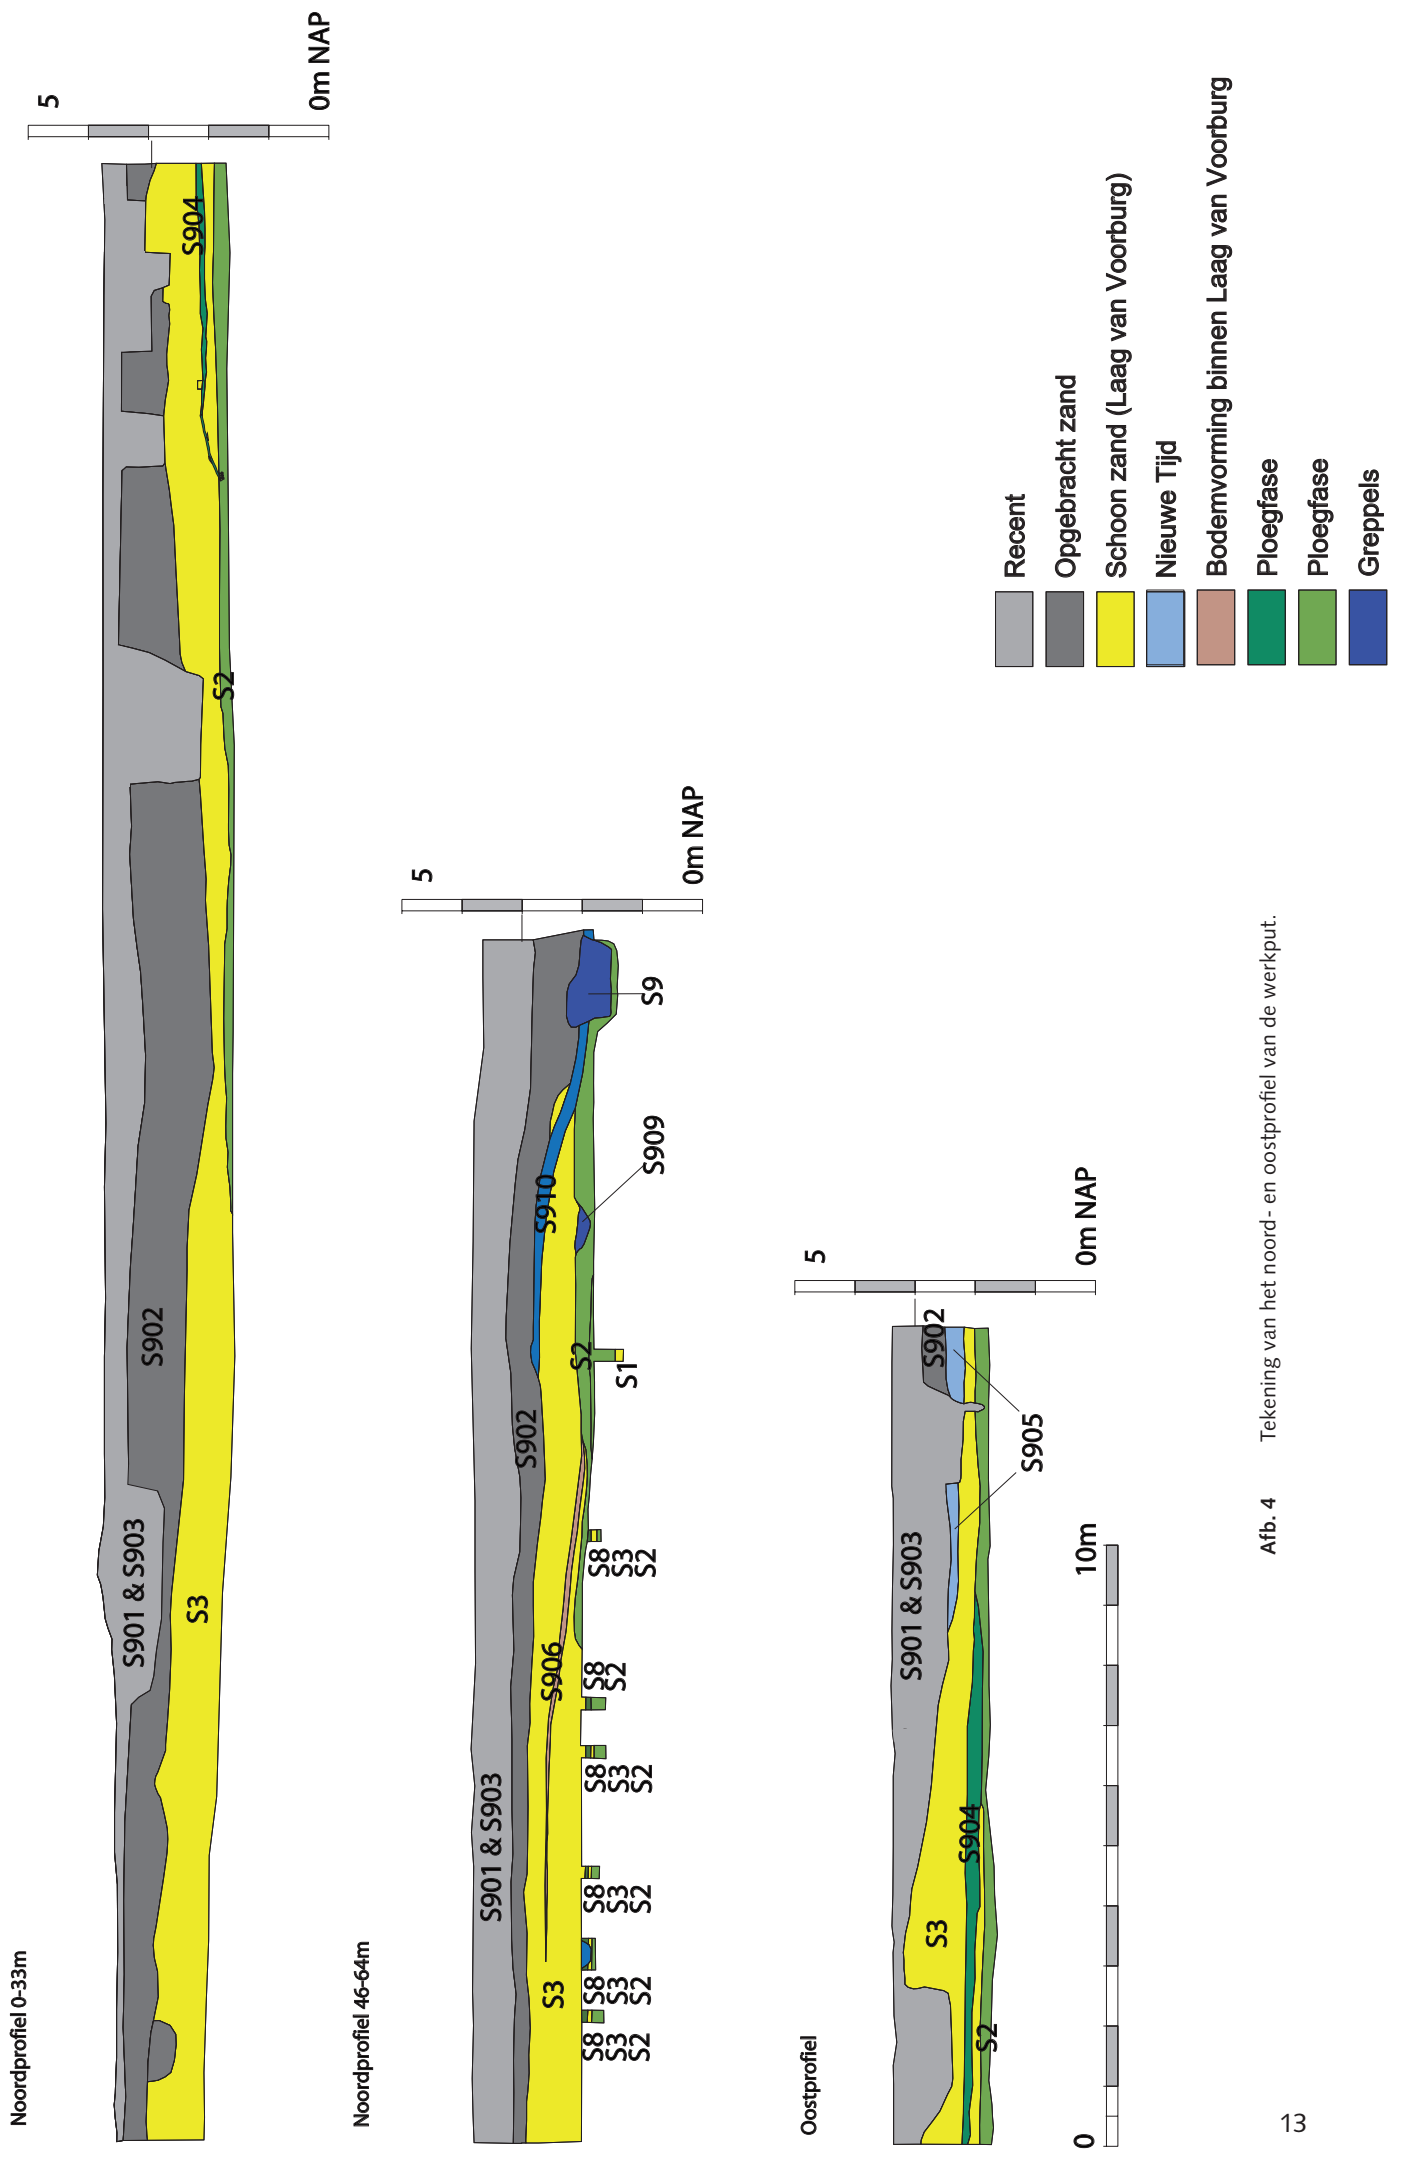 Noordprofiel 0-33m
5
0m NAP
S901 & S903
S902
S3
S2
S904
Noordprofiel 46-64m
5
0m NAP
S901 & S903
S902
S910
S906
S3
S2
S1
S909
S9
S8
S3
S2
S8
S3
S2
S8
S3
S2
S8
S3
S2
S8
S2
S8
S3
S2
Oostprofiel
5
0m NAP
S901 & S903
S902
S905
S3
S904
S2
0
10m
Recent
Opgebracht zand
Schoon zand (Laag van Voorburg)
Nieuwe Tijd
Bodemvorming binnen Laag van Voorburg
Ploegfase
Ploegfase
Greppels
Afb. 4 Tekening van het noord- en oostprofiel van de werkput.
13